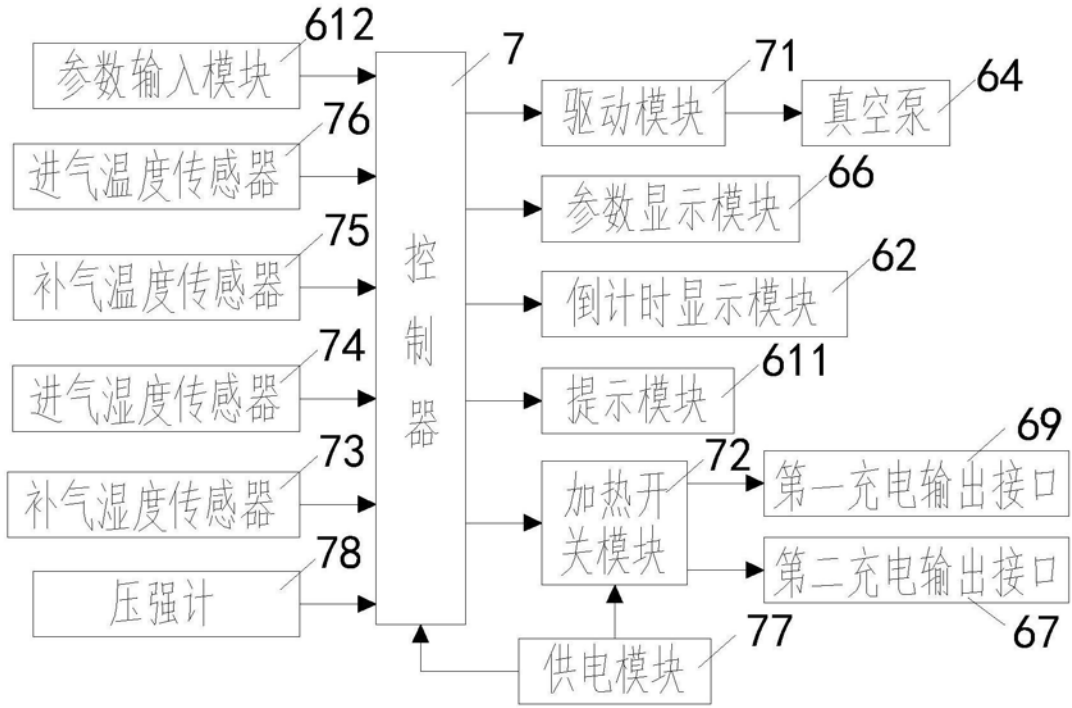 612
参数输入模块
76
进气温度传感器
75
补气温度传感器
74
进气湿度传感器
73
补气湿度传感器
78
压强计
7
控
制
器
71
驱动模块
64
真空泵
66
参数显示模块
62
倒计时显示模块
611
提示模块
72
加热开
关模块
69
第一充电输出接口
第二充电输出接口
67
77
供电模块